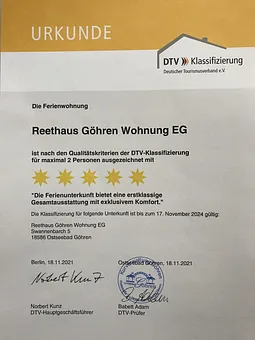 URKUNDE
DTV Klassifizierung
Deutscher Tourismusverband e.V.
Die Ferienwohnung
Reethaus Göhren Wohnung EG
ist nach den Qualitätskriterien der DTV-Klassifizierung
für maximal 2 Personen ausgezeichnet mit
"Die Ferienunterkunft bietet eine erstklassige
Gesamtausstattung mit exklusivem Komfort."
Die Klassifizierung für folgende Unterkunft ist bis zum 17. November 2024 gültig:
Reethaus Göhren Wohnung EG
Swannenbarch 5
18586 Ostseebad Göhren
Berlin, 18.11.2021
Ostseebad Göhren, 18.11.2021
Norbert Kunz
Norbert Kunz
DTV-Hauptgeschäftsführer
Babett Adam
DTV-Prüfer